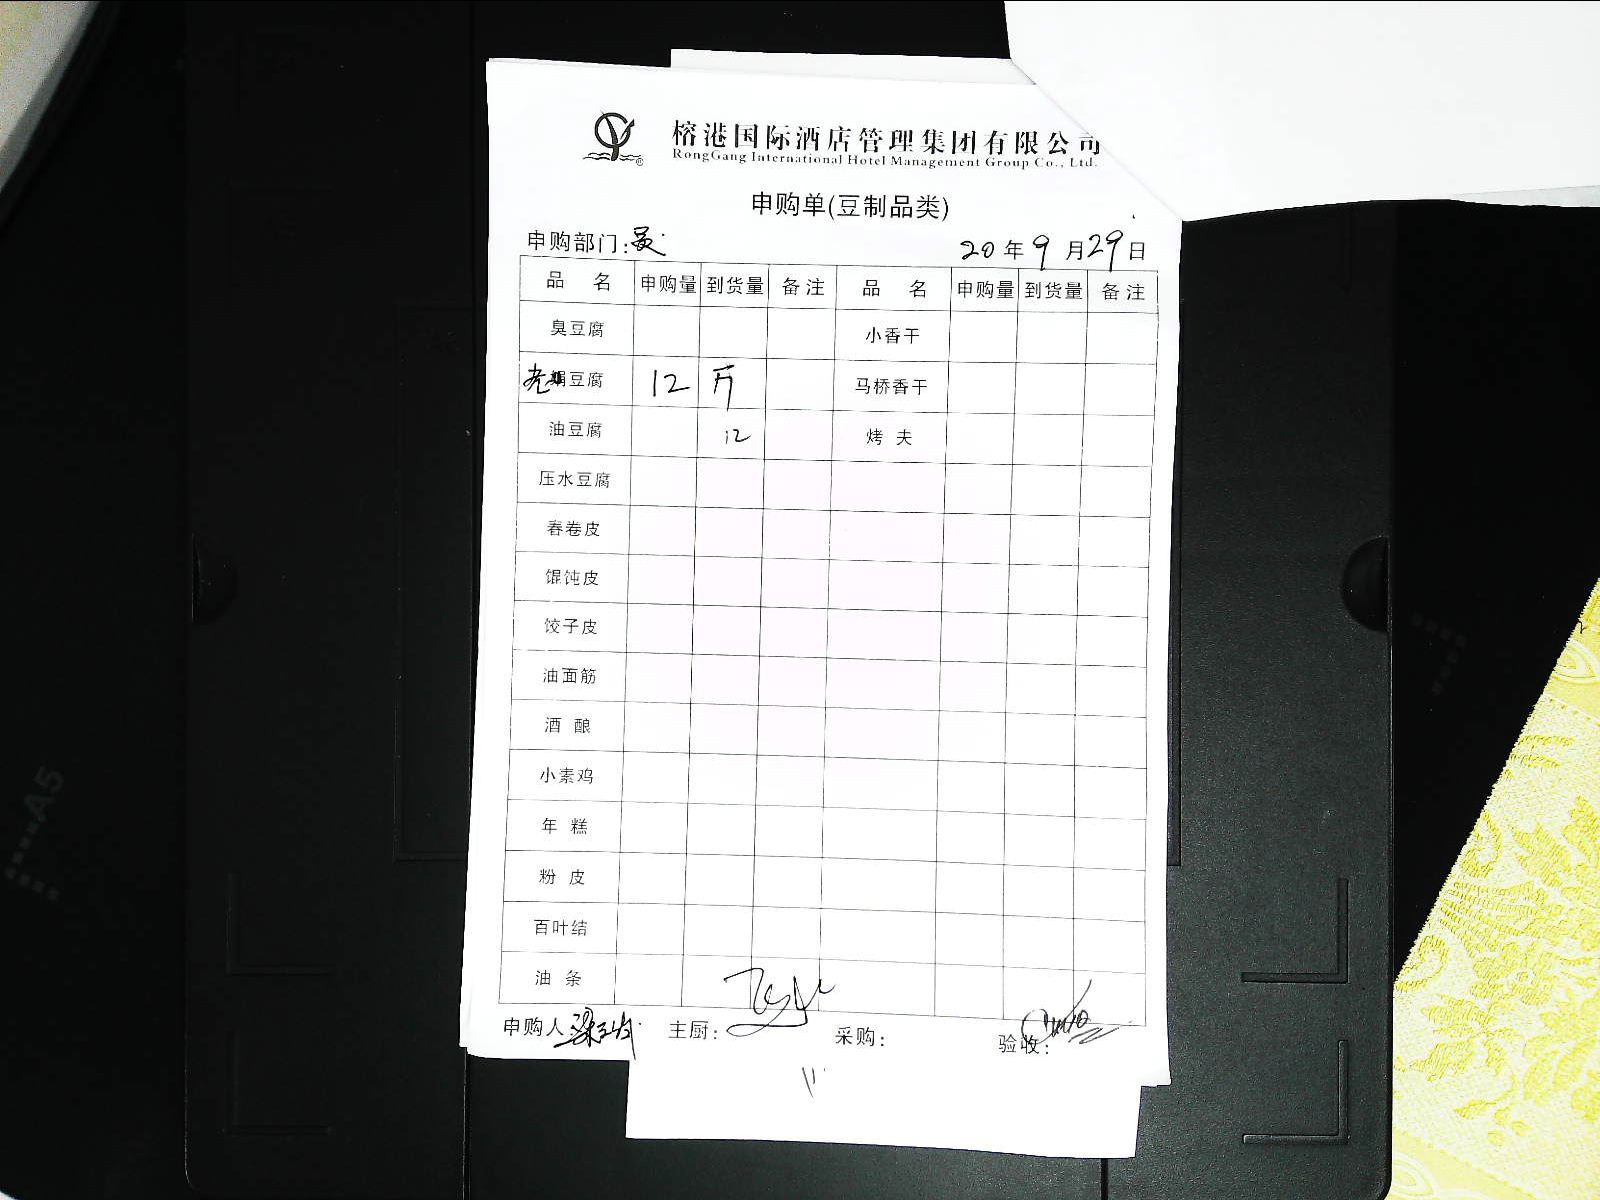 榕港国际酒店管理集团有限公司
RongGang International Hotel Management Group Co., Ltd.
申购单(豆制品类)
申购部门:
20年9月29日
品 名 申购量 到货量 备注 品 名 申购量 到货量 备注
臭豆腐 小香干
老豆腐 12 斤 马桥香干
油豆腐 12 烤 夫
压水豆腐
春卷皮
馄饨皮
饺子皮
油面筋
酒 酿
小素鸡
年 糕
粉 皮
百叶结
油 条
申购人: 主厨: 采购: 验收:
A5